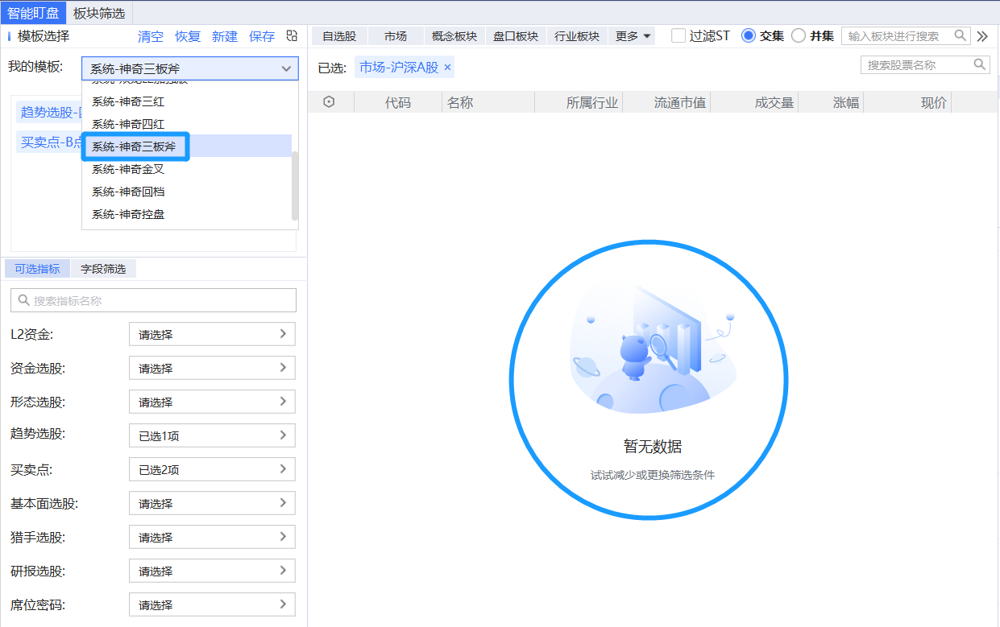 智能盯盘 板块筛选
模板选择 清空 恢复 新建 保存
自选股 市场 概念板块 盘口板块 行业板块 更多 过滤ST 交集 并集 输入板块进行搜索
我的模板: 系统-神奇三板斧
已选: 市场-沪深A股 × 搜索股票名称
系统-神奇三红
趋势选股-
系统-神奇四红
买卖点-B点
系统-神奇三板斧
系统-神奇金叉
系统-神奇回档
系统-神奇控盘
代码 名称 所属行业 流通市值 成交量 涨幅 现价
可选指标 字段筛选
搜索指标名称
L2资金: 请选择
资金选股: 请选择
形态选股: 请选择
趋势选股: 已选1项
买卖点: 已选2项
基本面选股: 请选择
猎手选股: 请选择
研报选股: 请选择
席位密码: 请选择
暂无数据
试试减少或更换筛选条件